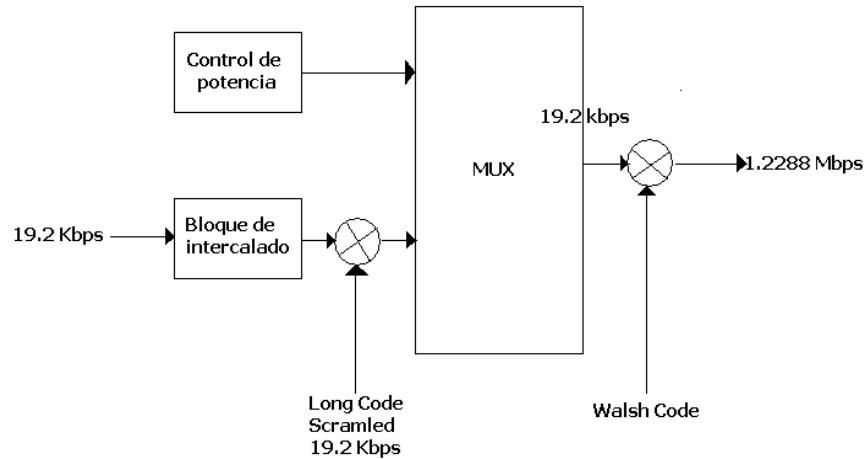 Control de
potencia
19.2 kbps
MUX
1.2288 Mbps
19.2 Kbps
Bloque de
intercalado
Long Code
Scramled
19.2 Kbps
Walsh Code